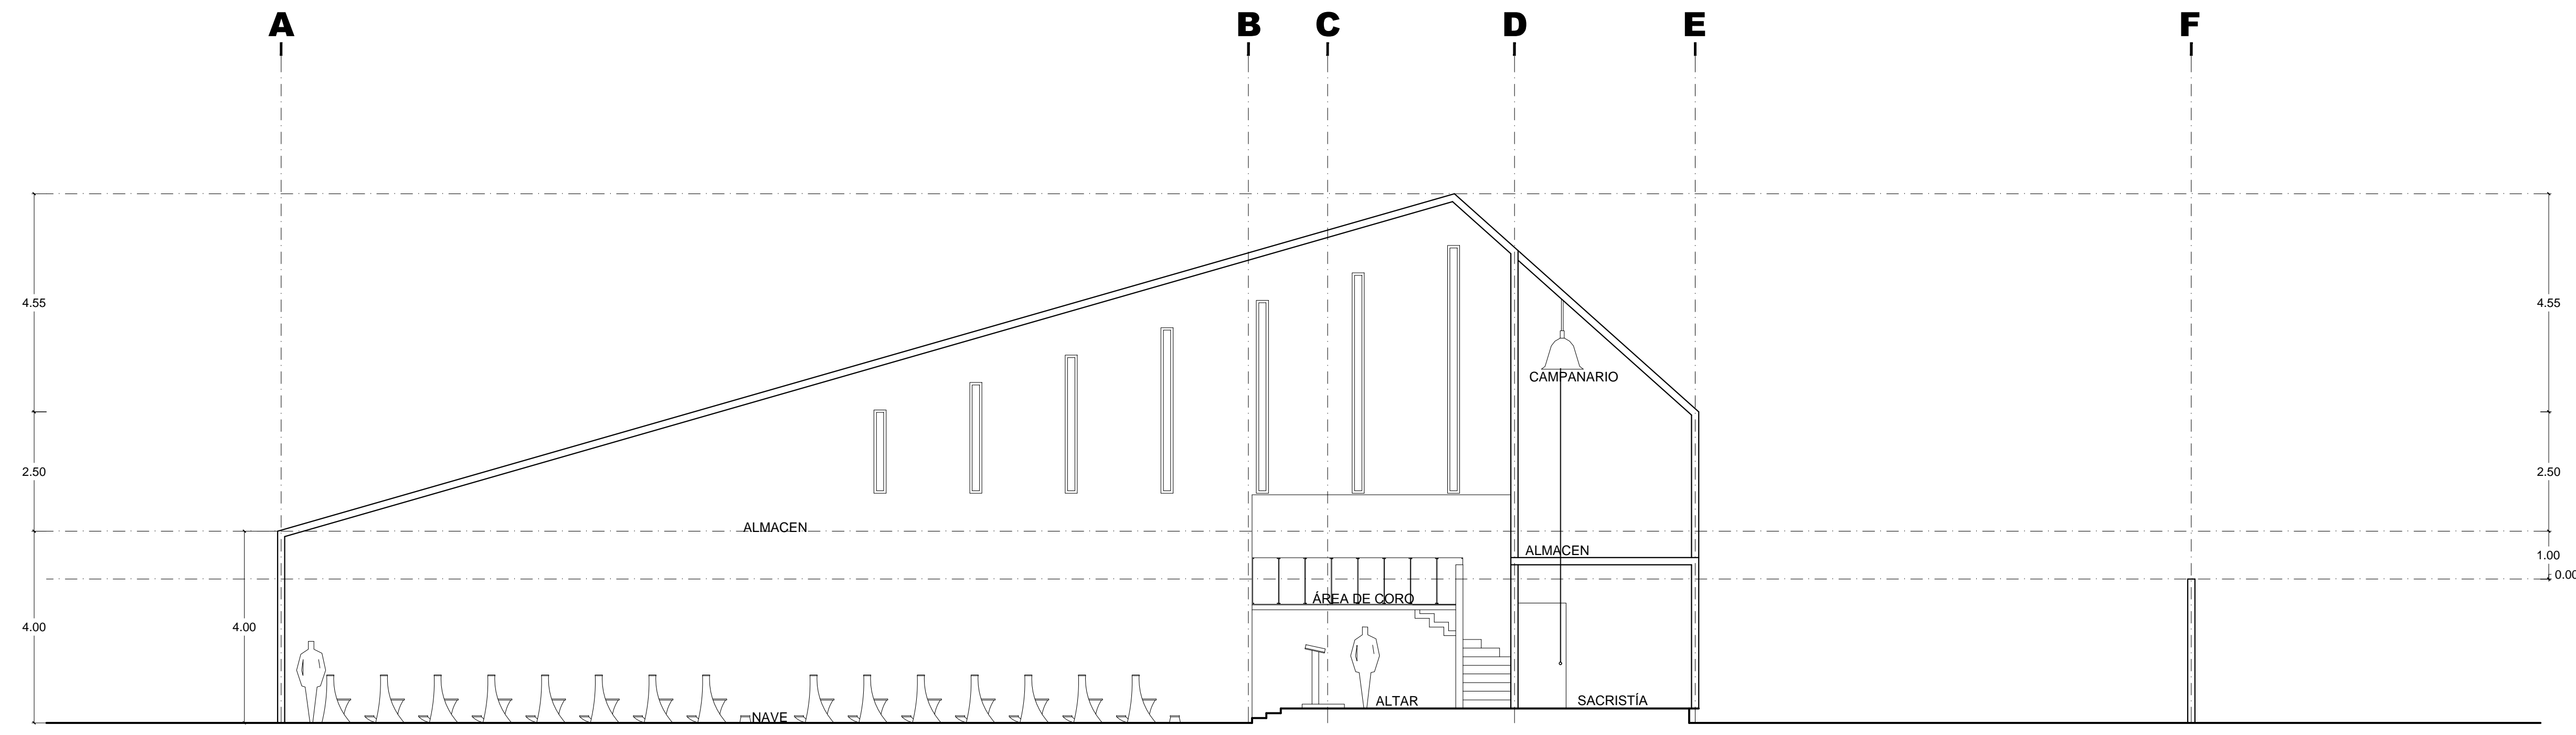 A B C D E F
4.55
4.55
CAMPANARIO
2.50
2.50
ALMACEN
ALMACEN
1.00
0.00
ÁREA DE CORO
4.00
4.00
ALTAR
SACRISTÍA
NAVE